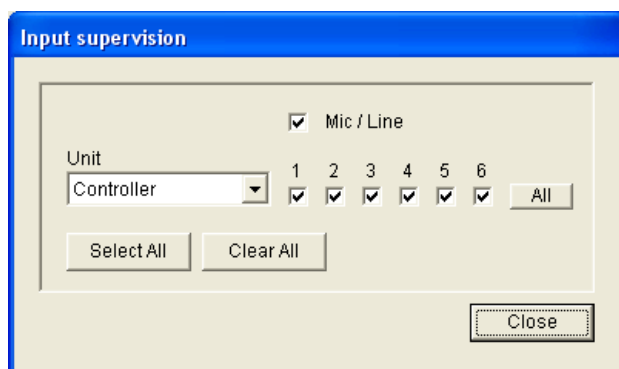 Input supervision
Mic / Line
Unit
1 2 3 4 5 6
Controller
All
Select All Clear All
Close